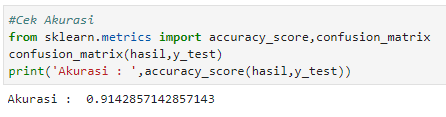 #Cek Akurasi
from sklearn.metrics import accuracy_score,confusion_matrix
confusion_matrix(hasil,y_test)
print('Akurasi : ',accuracy_score(hasil,y_test))
Akurasi :  0.9142857142857143